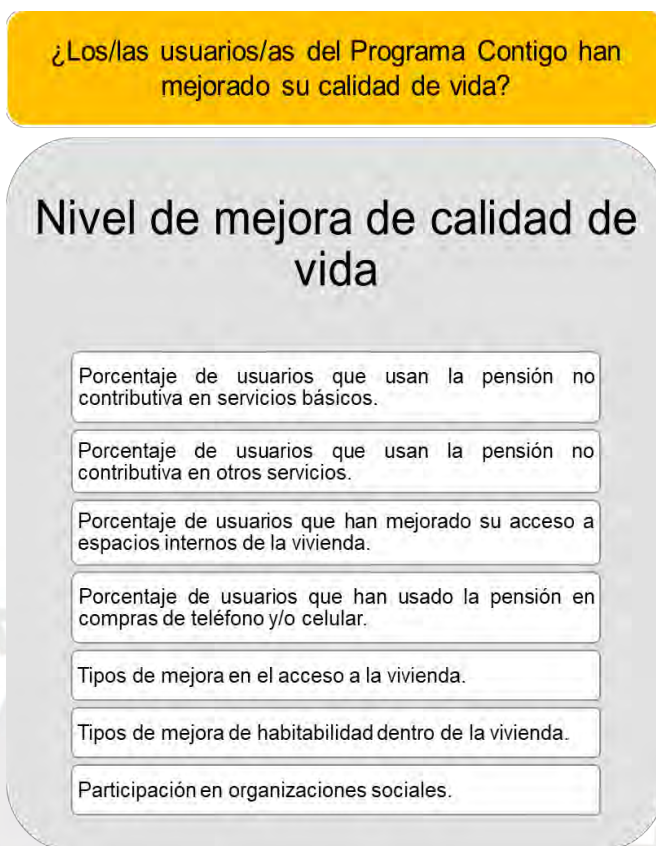 ¿Los/las usuarios/as del Programa Contigo han
mejorado su calidad de vida?
Nivel de mejora de calidad de
vida
Porcentaje de usuarios que usan la pensión no
contributiva en servicios básicos.
Porcentaje de usuarios que usan la pensión no
contributiva en otros servicios.
Porcentaje de usuarios que han mejorado su acceso a
espacios internos de la vivienda.
Porcentaje de usuarios que han usado la pensión en
compras de teléfono y/o celular.
Tipos de mejora en el acceso a la vivienda.
Tipos de mejora de habitabilidad dentro de la vivienda.
Participación en organizaciones sociales.